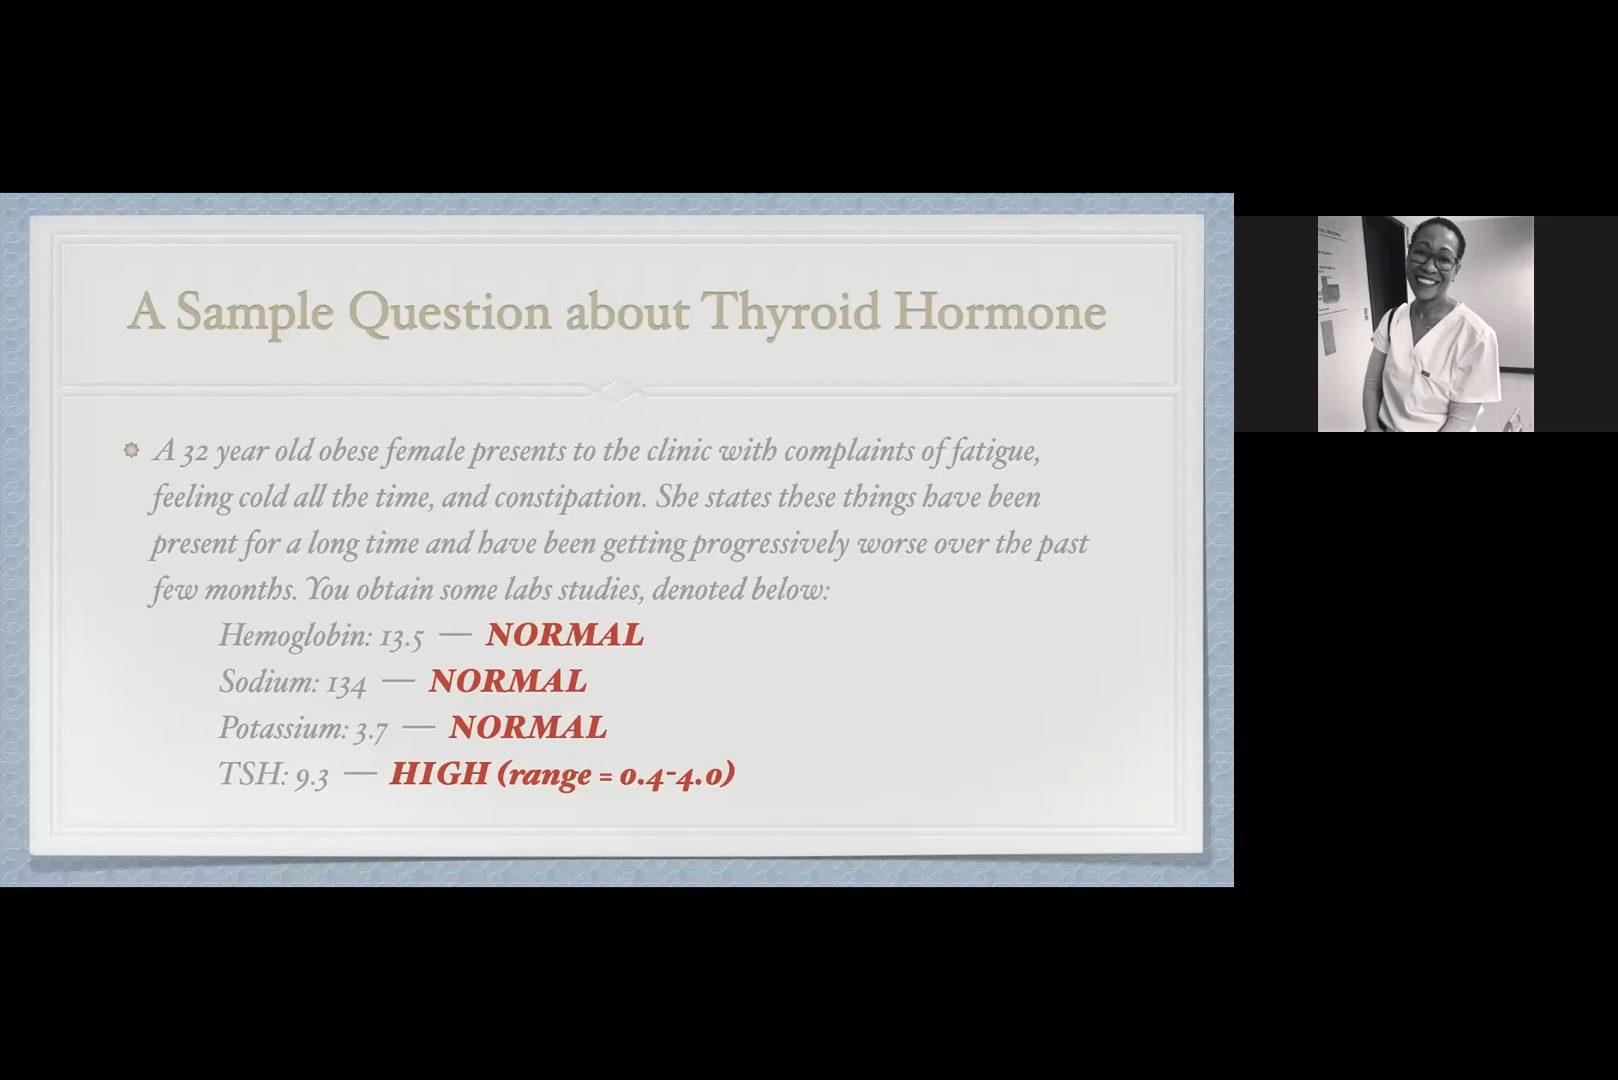 A Sample Question about Thyroid Hormone
A 32 year old obese female presents to the clinic with complaints of fatigue,
feeling cold all the time, and constipation. She states these things have been
present for a long time and have been getting progressively worse over the past
few months. You obtain some labs studies, denoted below:
Hemoglobin: 13.5 — NORMAL
Sodium: 134 — NORMAL
Potassium: 3.7 — NORMAL
TSH: 9.3 — HIGH (range = 0.4-4.0)